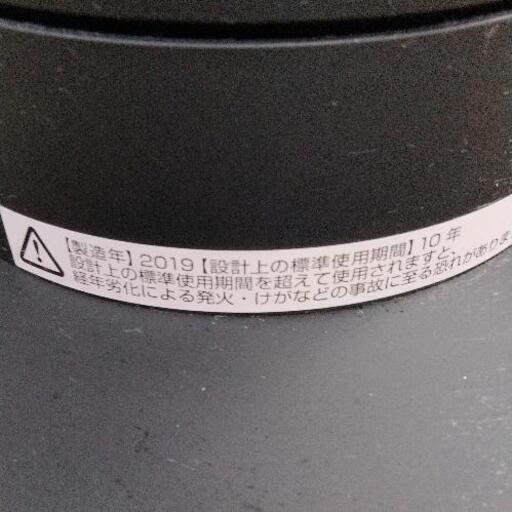 【製造年】2019【設計上の標準使用期間】10年
設計上の標準使用期間を超えて使用されますと、
経年劣化による発火・けがなどの事故に至る恐れがありま